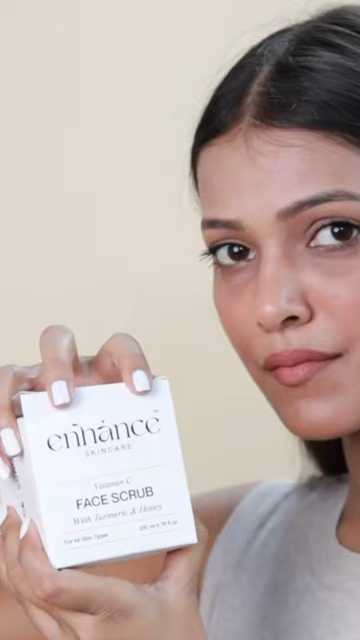 enhance
SKINCARE
Vitamin C
FACE SCRUB
With Turmeric & Honey
For All Skin Types